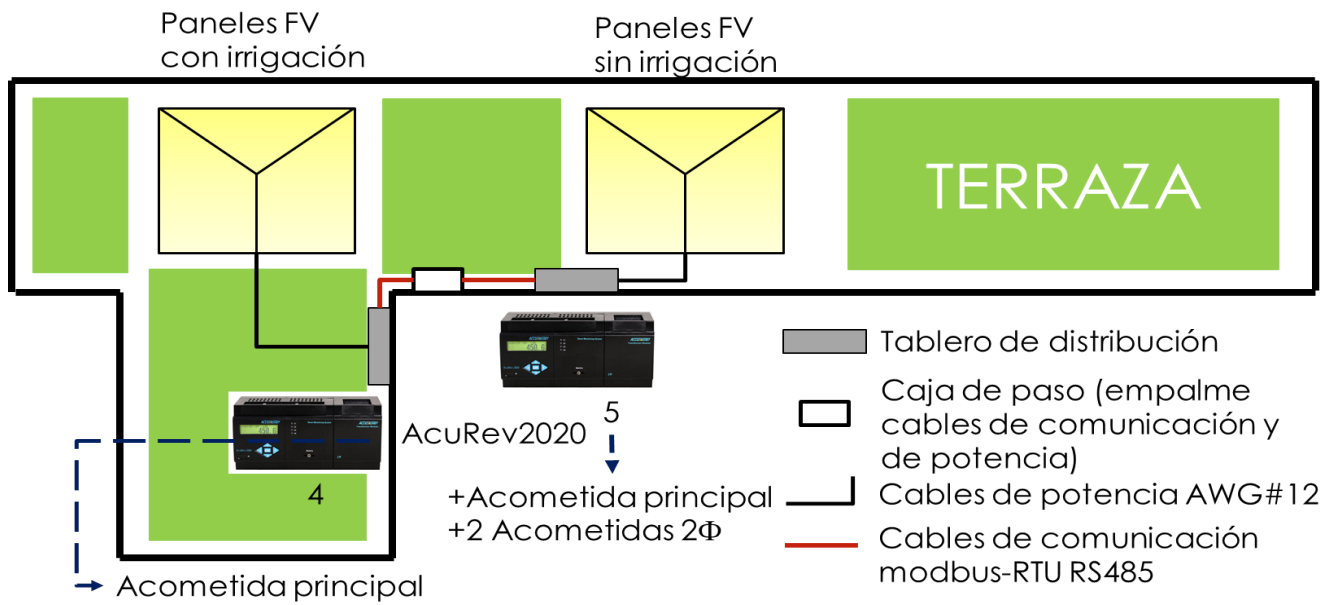 Paneles FV
con irrigación
Paneles FV
sin irrigación
TERRAZA
Tablero de distribución
Caja de paso (empalme
cables de comunicación y
de potencia)
Cables de potencia AWG#12
Cables de comunicación
modbus-RTU RS485
AcuRev2020
4
5
+Acometida principal
+2 Acometidas 2Φ
Acometida principal